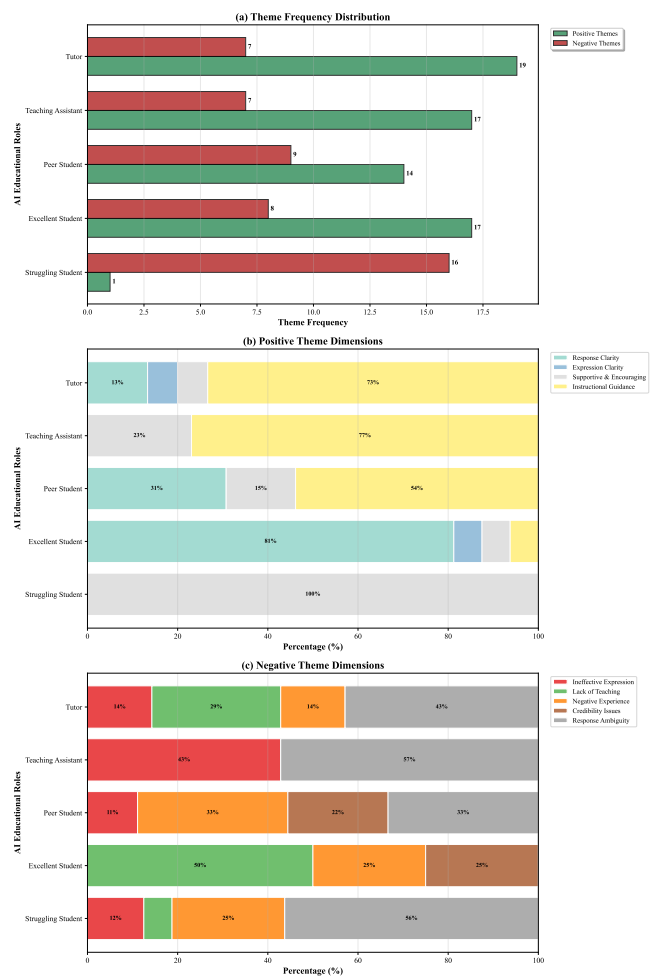 (a) Theme Frequency Distribution
Positive Themes
Negative Themes
AI Educational Roles
Tutor
7
19
Teaching Assistant
7
17
Peer Student
9
14
Excellent Student
8
17
Struggling Student
16
1
0.0 2.5 5.0 7.5 10.0 12.5 15.0 17.5
Theme Frequency
(b) Positive Theme Dimensions
Response Clarity
Expression Clarity
Supportive & Encouraging
Instructional Guidance
AI Educational Roles
Tutor 13% 73%
Teaching Assistant 23% 77%
Peer Student 31% 15% 54%
Excellent Student 81%
Struggling Student 100%
0 20 40 60 80 100
Percentage (%)
(c) Negative Theme Dimensions
Ineffective Expression
Lack of Teaching
Negative Experience
Credibility Issues
Response Ambiguity
AI Educational Roles
Tutor 14% 29% 14% 43%
Teaching Assistant 43% 57%
Peer Student 11% 33% 22% 33%
Excellent Student 50% 25% 25%
Struggling Student 12% 25% 56%
0 20 40 60 80 100
Percentage (%)